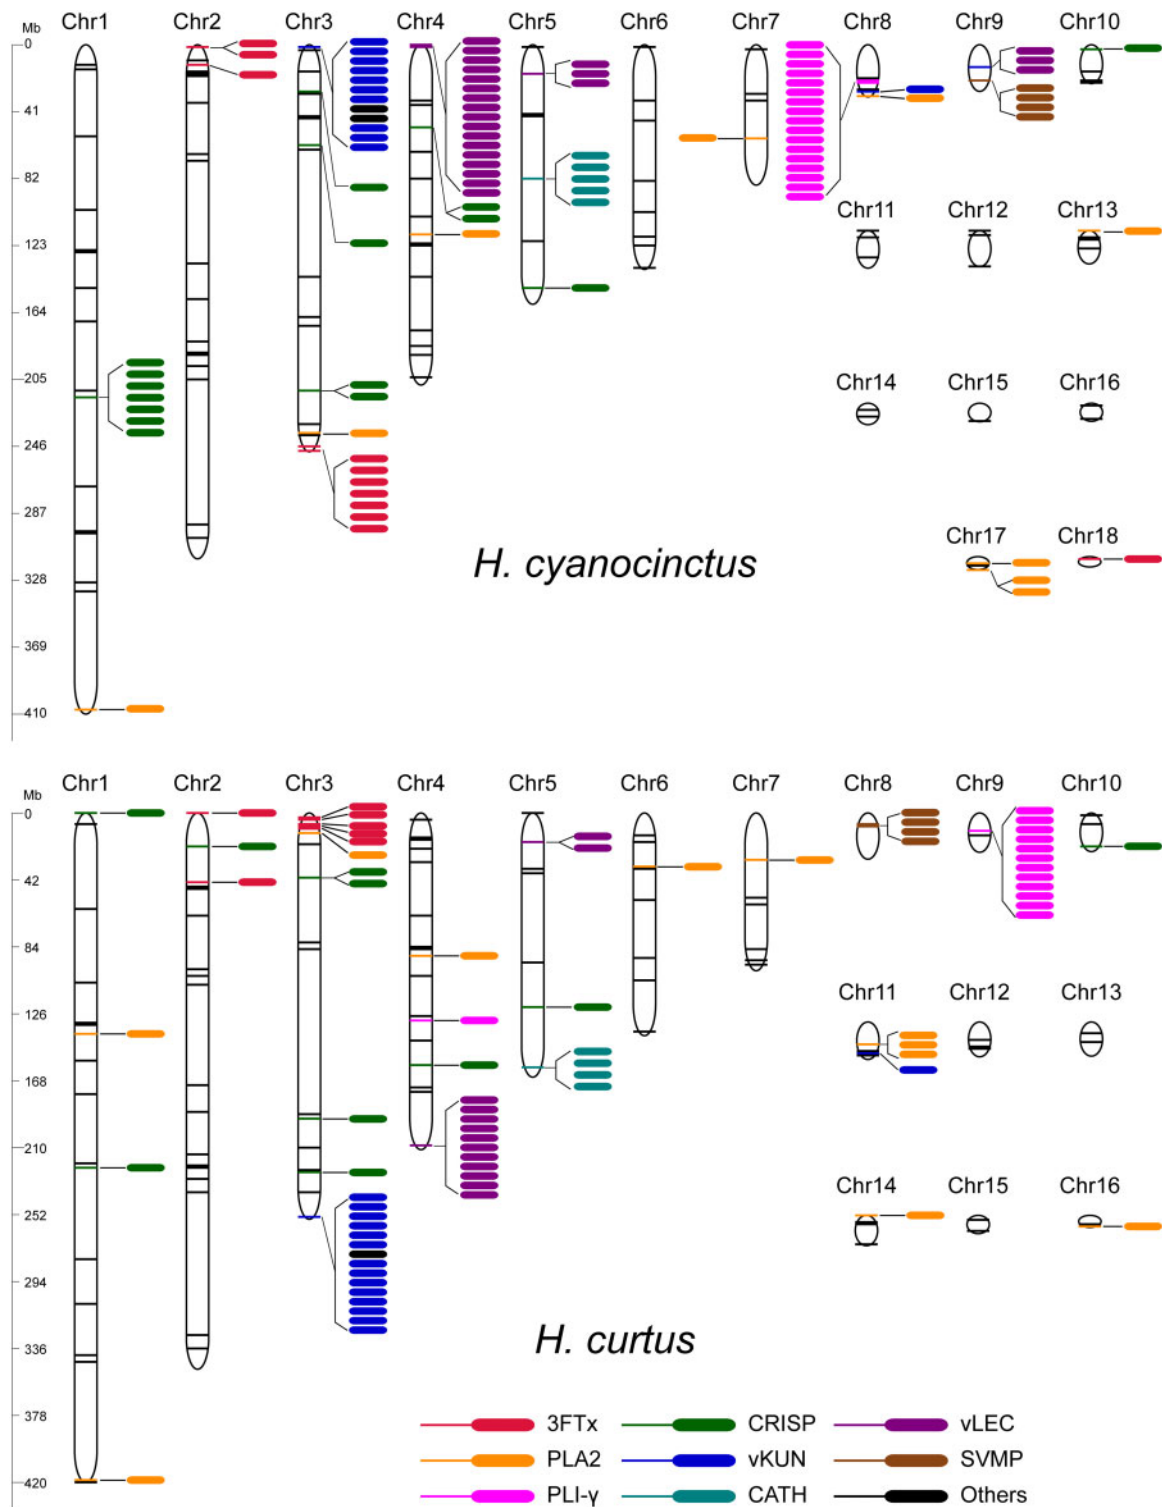 Mb
Chr1 Chr2 Chr3 Chr4 Chr5 Chr6 Chr7 Chr8 Chr9 Chr10
0
41
82
Chr11 Chr12 Chr13
123
164
205
Chr14 Chr15 Chr16
246
287
Chr17 Chr18
H. cyanocinctus
328
369
410
Chr1 Chr2 Chr3 Chr4 Chr5 Chr6 Chr7 Chr8 Chr9 Chr10
Mb
0
42
84
Chr11 Chr12 Chr13
126
168
210
Chr14 Chr15 Chr16
252
294
H. curtus
336
378
3FTx CRISP vLEC
PLA2 vKUN SVMP
420
PLI-γ CATH Others